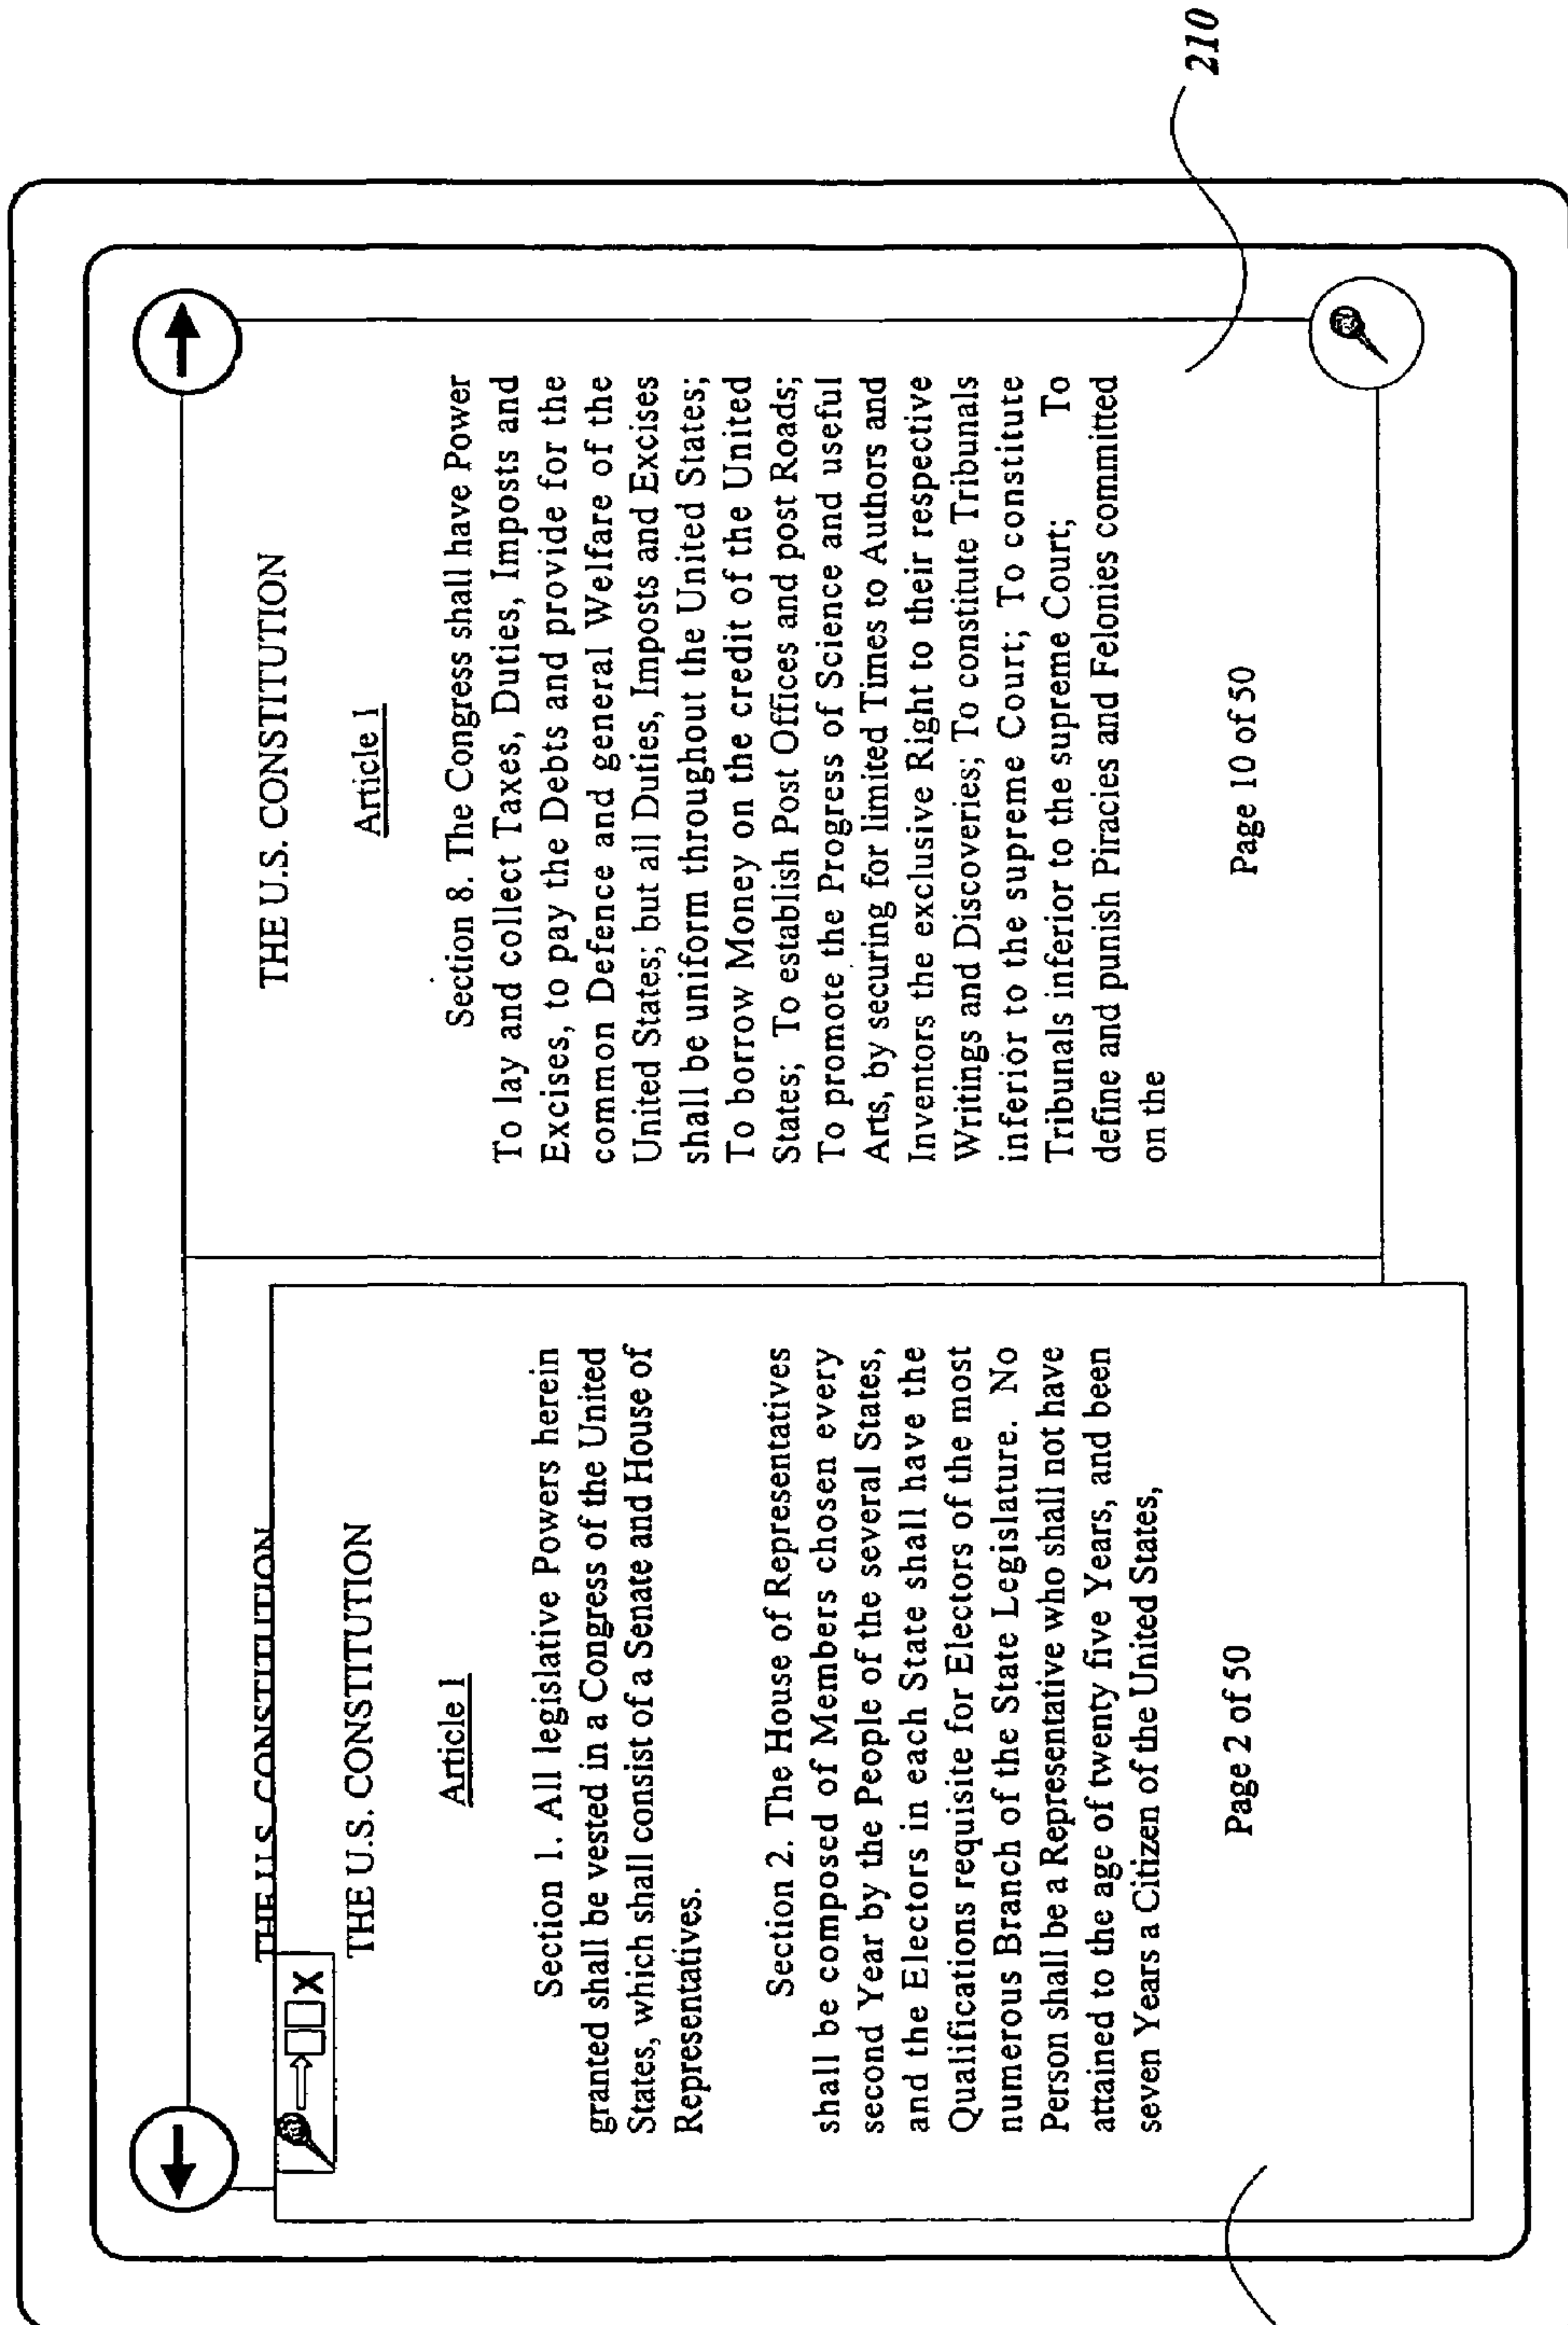 THE U.S. CONSTITUTION
X
THE U.S. CONSTITUTION
Article 1
Section 1. All legislative Powers herein
granted shall be vested in a Congress of the United
States, which shall consist of a Senate and House of
Representatives.
Section 2. The House of Representatives
shall be composed of Members chosen every
second Year by the People of the several States,
and the Electors in each State shall have the
Qualifications requisite for Electors of the most
numerous Branch of the State Legislature. No
Person shall be a Representative who shall not have
attained to the age of twenty five Years, and been
seven Years a Citizen of the United States,
Page 2 of 50
THE U.S. CONSTITUTION
Article 1
Section 8. The Congress shall have Power
To lay and collect Taxes, Duties, Imposts and
Excises, to pay the Debts and provide for the
common Defence and general Welfare of the
United States; but all Duties, Imposts and Excises
shall be uniform throughout the United States;
To borrow Money on the credit of the United
States; To establish Post Offices and post Roads;
To promote the Progress of Science and useful
Arts, by securing for limited Times to Authors and
Inventors the exclusive Right to their respective
Writings and Discoveries; To constitute Tribunals
inferior to the supreme Court; To constitute
Tribunals inferior to the supreme Court; To
define and punish Piracies and Felonies committed
on the
Page 10 of 50
210